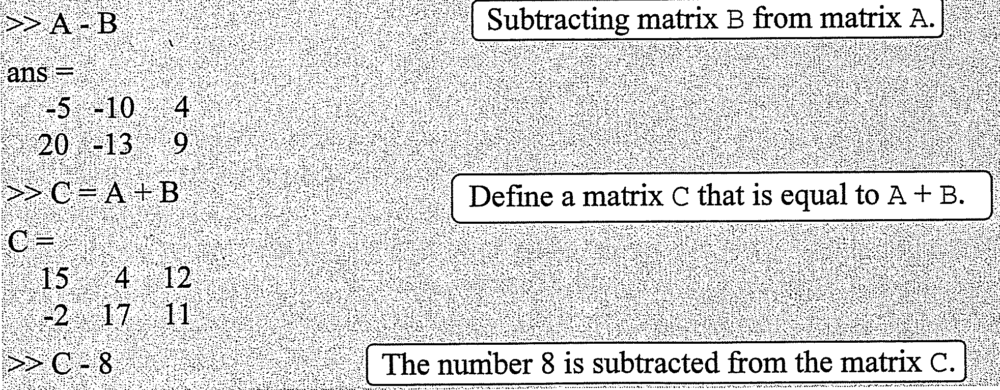 >> A - B
Subtracting matrix B from matrix A.
ans =
-5 -10 4
20 -13 9
>> C = A + B
Define a matrix C that is equal to A + B.
C =
15 4 12
-2 17 11
>> C - 8
The number 8 is subtracted from the matrix C.